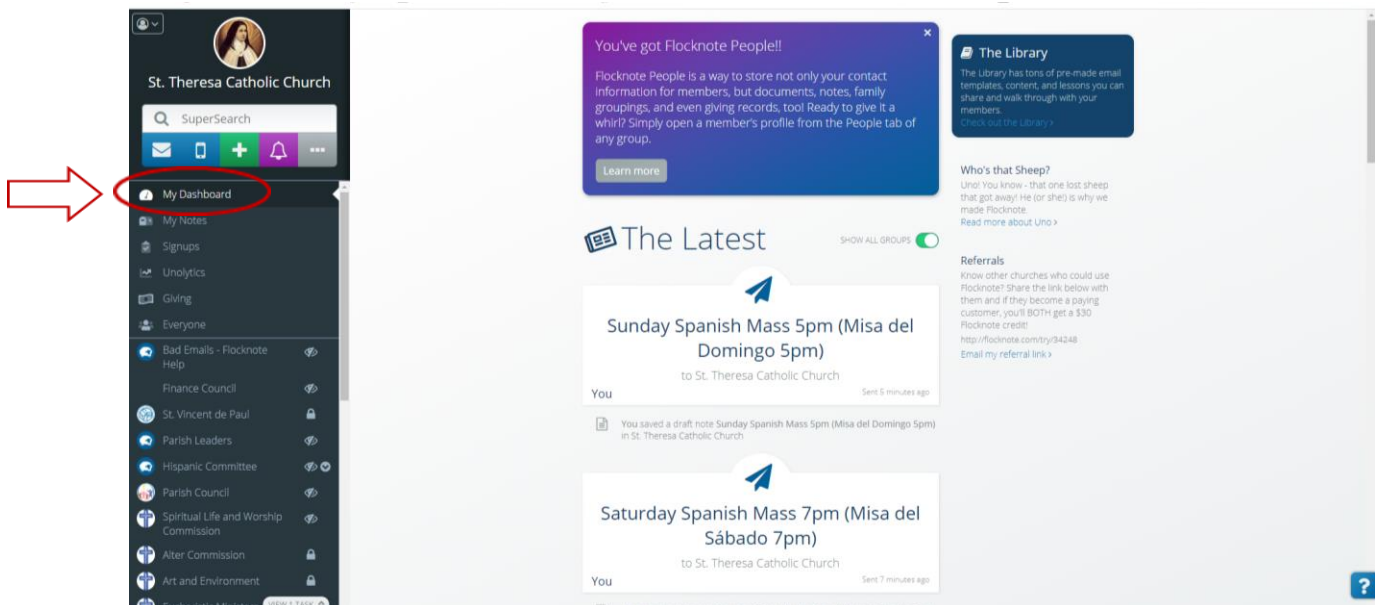 St. Theresa Catholic Church
SuperSearch
My Dashboard
My Notes
Signups
Unolytics
Giving
Everyone
Bad Emails - Flocknote
Help
Finance Council
St. Vincent de Paul
Parish Leaders
Hispanic Committee
Parish Council
Spiritual Life and Worship
Commission
Alter Commission
Art and Environment
VIEW 1 TASK
You've got Flocknote People!!
Flocknote People is a way to store not only your contact
information for members, but documents, notes, family
groupings, and even giving records, too! Ready to give it a
whirl? Simply open a member's profile from the People tab of
any group.
Learn more
The Latest
SHOW ALL GROUPS
Sunday Spanish Mass 5pm (Misa del
Domingo 5pm)
to St. Theresa Catholic Church
You
Sent 5 minutes ago
You saved a draft note Sunday Spanish Mass 5pm (Misa del Domingo 5pm)
in St. Theresa Catholic Church
Saturday Spanish Mass 7pm (Misa del
Sábado 7pm)
to St. Theresa Catholic Church
You
Sent 7 minutes ago
The Library
The Library has tons of pre-made email
templates, content, and lessons you can
share and walk through with your
members.
Check out the Library >
Who's that Sheep?
Uno! You know - that one lost sheep
that got away! He (or she!) is why we
made Flocknote.
Read more about Uno >
Referrals
Know other churches who could use
Flocknote? Share the link below with
them and if they become a paying
customer, you'll BOTH get a $30
Flocknote credit!
http://flocknote.com/try/34248
Email my referral link >
?